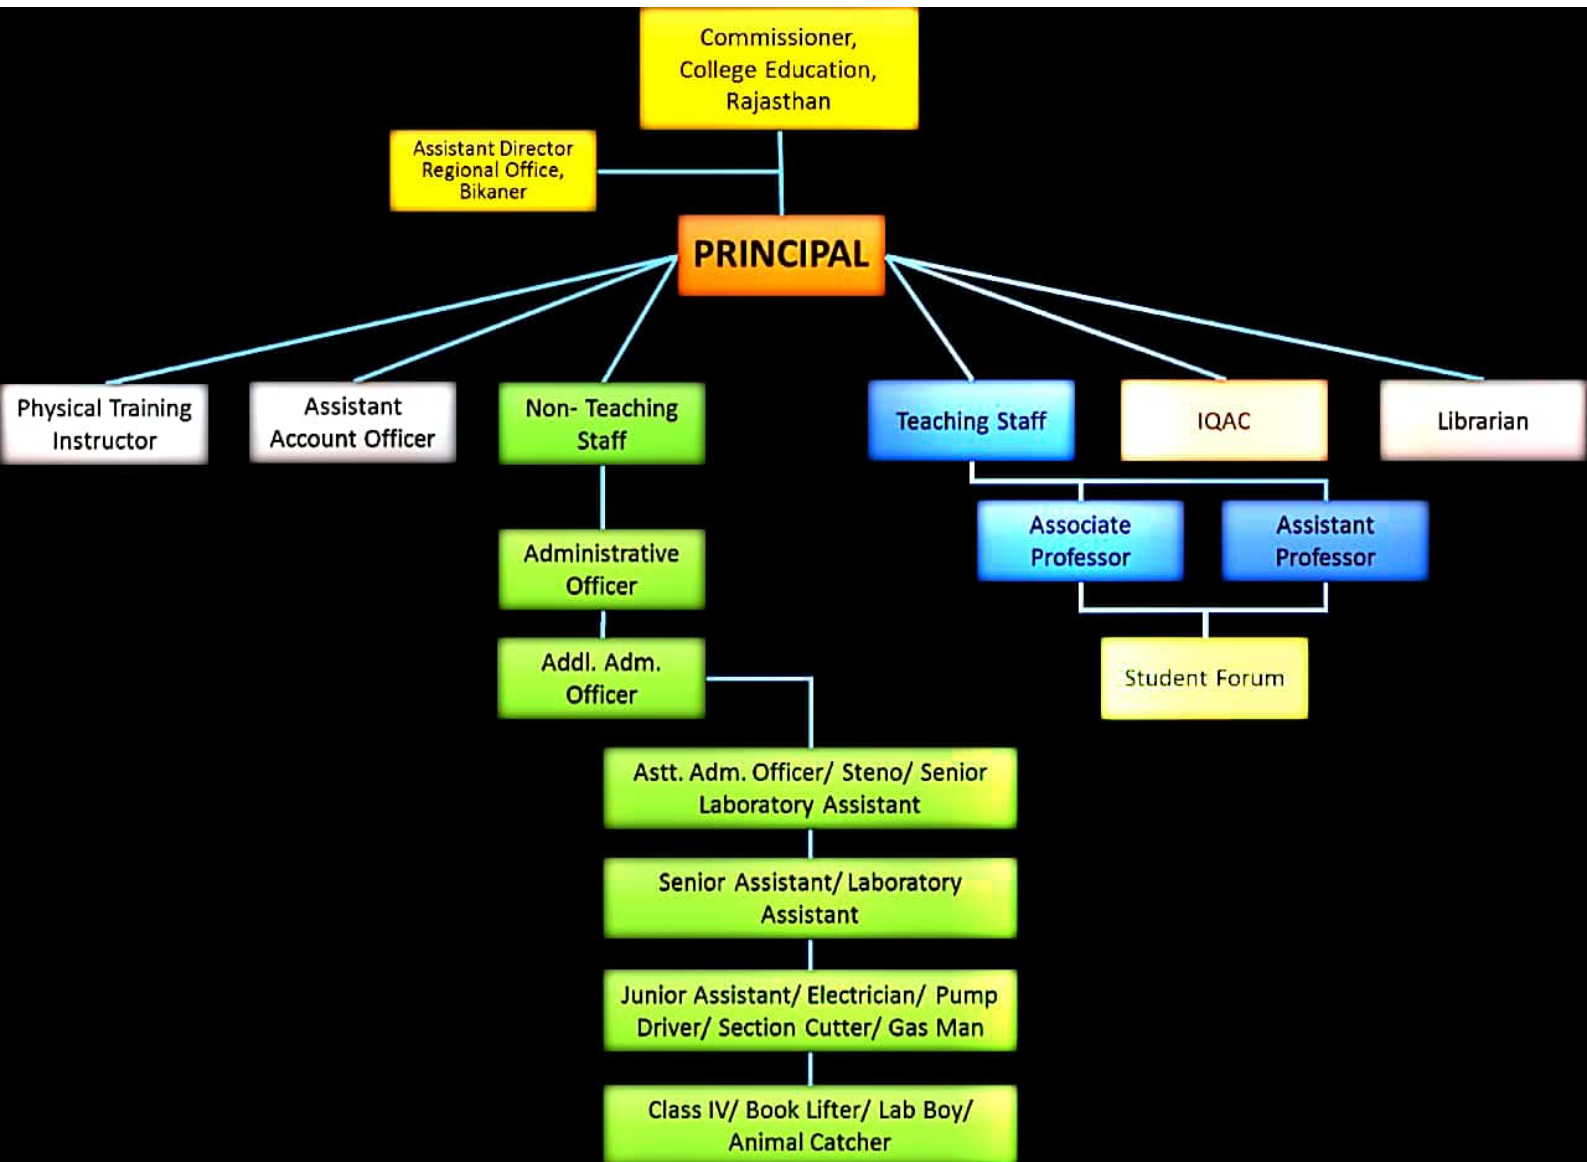 Commissioner,
College Education,
Rajasthan
Assistant Director
Regional Office,
Bikaner
PRINCIPAL
Physical Training
Instructor
Assistant
Account Officer
Non- Teaching
Staff
Teaching Staff
IQAC
Librarian
Associate
Professor
Assistant
Professor
Administrative
Officer
Addl. Adm.
Officer
Student Forum
Astt. Adm. Officer/ Steno/ Senior
Laboratory Assistant
Senior Assistant/ Laboratory
Assistant
Junior Assistant/ Electrician/ Pump
Driver/ Section Cutter/ Gas Man
Class IV/ Book Lifter/ Lab Boy/
Animal Catcher